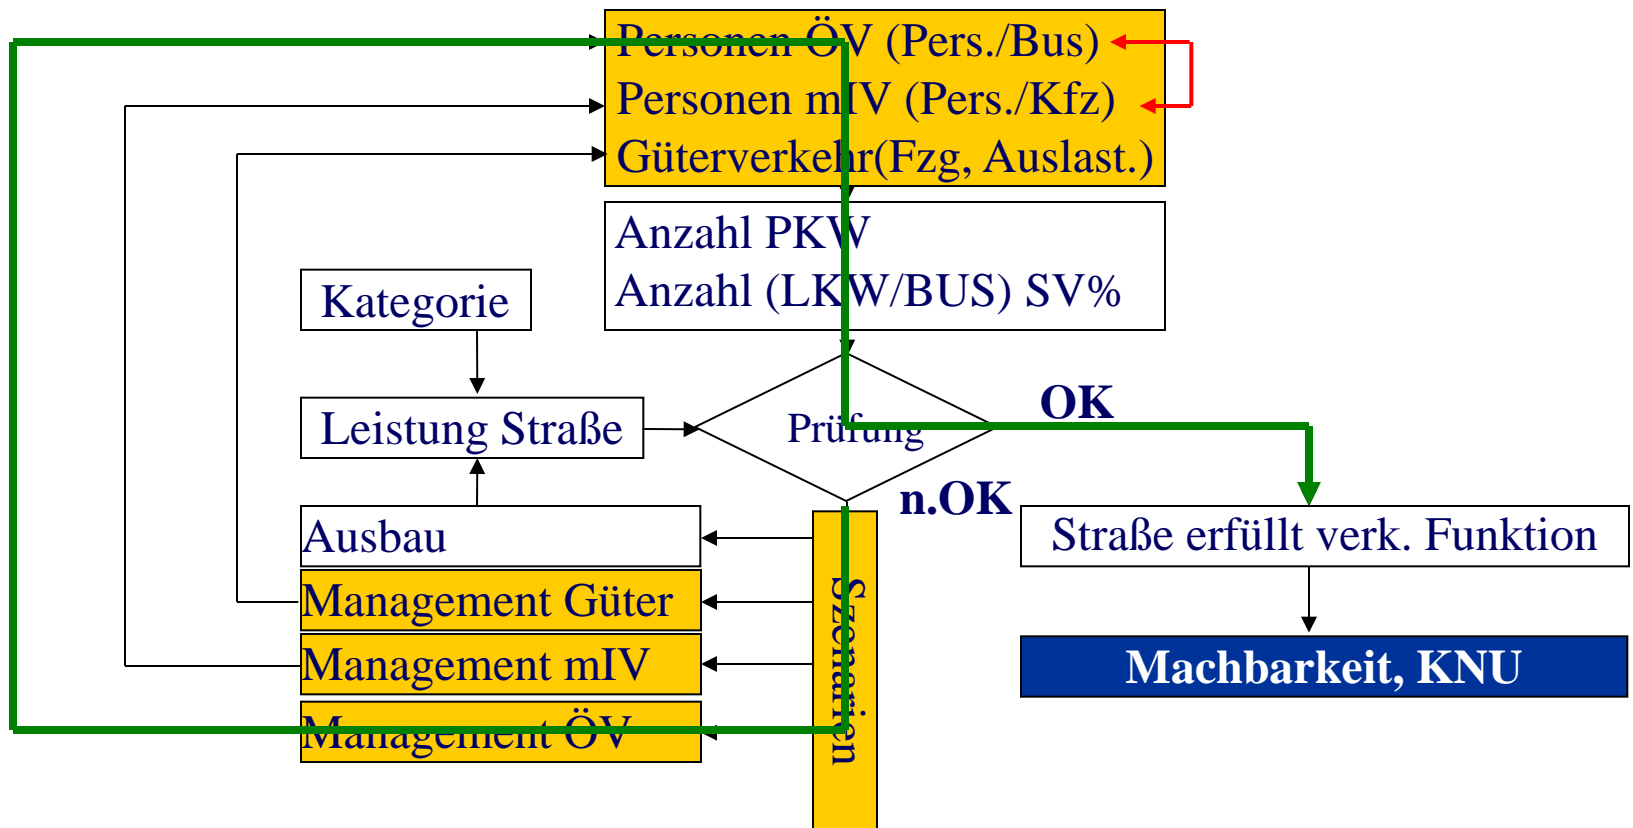 Personen ÖV (Pers./Bus)
Personen mIV (Pers./Kfz)
Güterverkehr(Fzg, Auslast.)
Anzahl PKW
Anzahl (LKW/BUS) SV%
Kategorie
Leistung Straße
Prüfung
OK
n.OK
Ausbau
Management Güter
Management mIV
Management ÖV
Szenarien
Straße erfüllt verk. Funktion
Machbarkeit, KNU